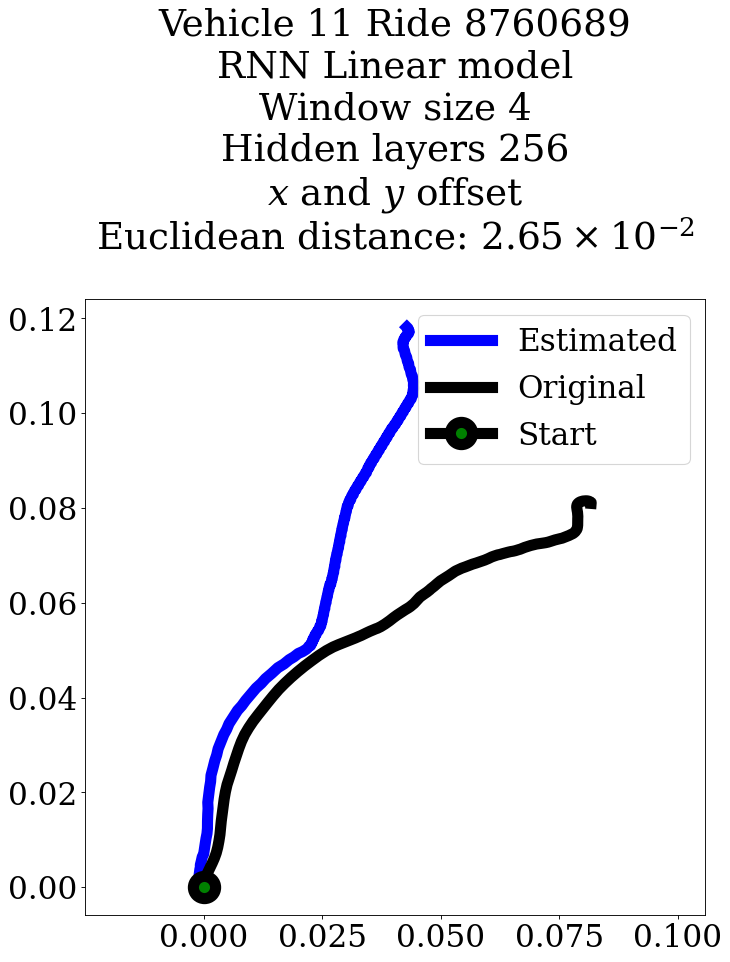 Vehicle 11 Ride 8760689
RNN Linear model
Window size 4
Hidden layers 256
x and y offset
Euclidean distance: 2.65 × 10⁻²
Estimated
Original
Start
0.12
0.10
0.08
0.06
0.04
0.02
0.00
0.000 0.025 0.050 0.075 0.100